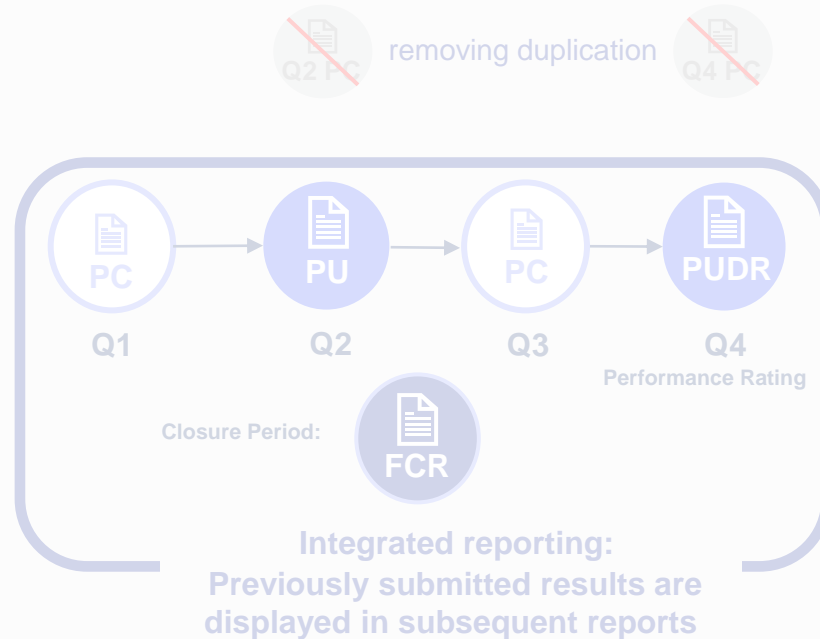 Q2 PC
removing duplication
Q4 PC
PC
PU
PC
PUDR
Q1
Q2
Q3
Q4
Performance Rating
Closure Period:
FCR
Integrated reporting:
Previously submitted results are
displayed in subsequent reports